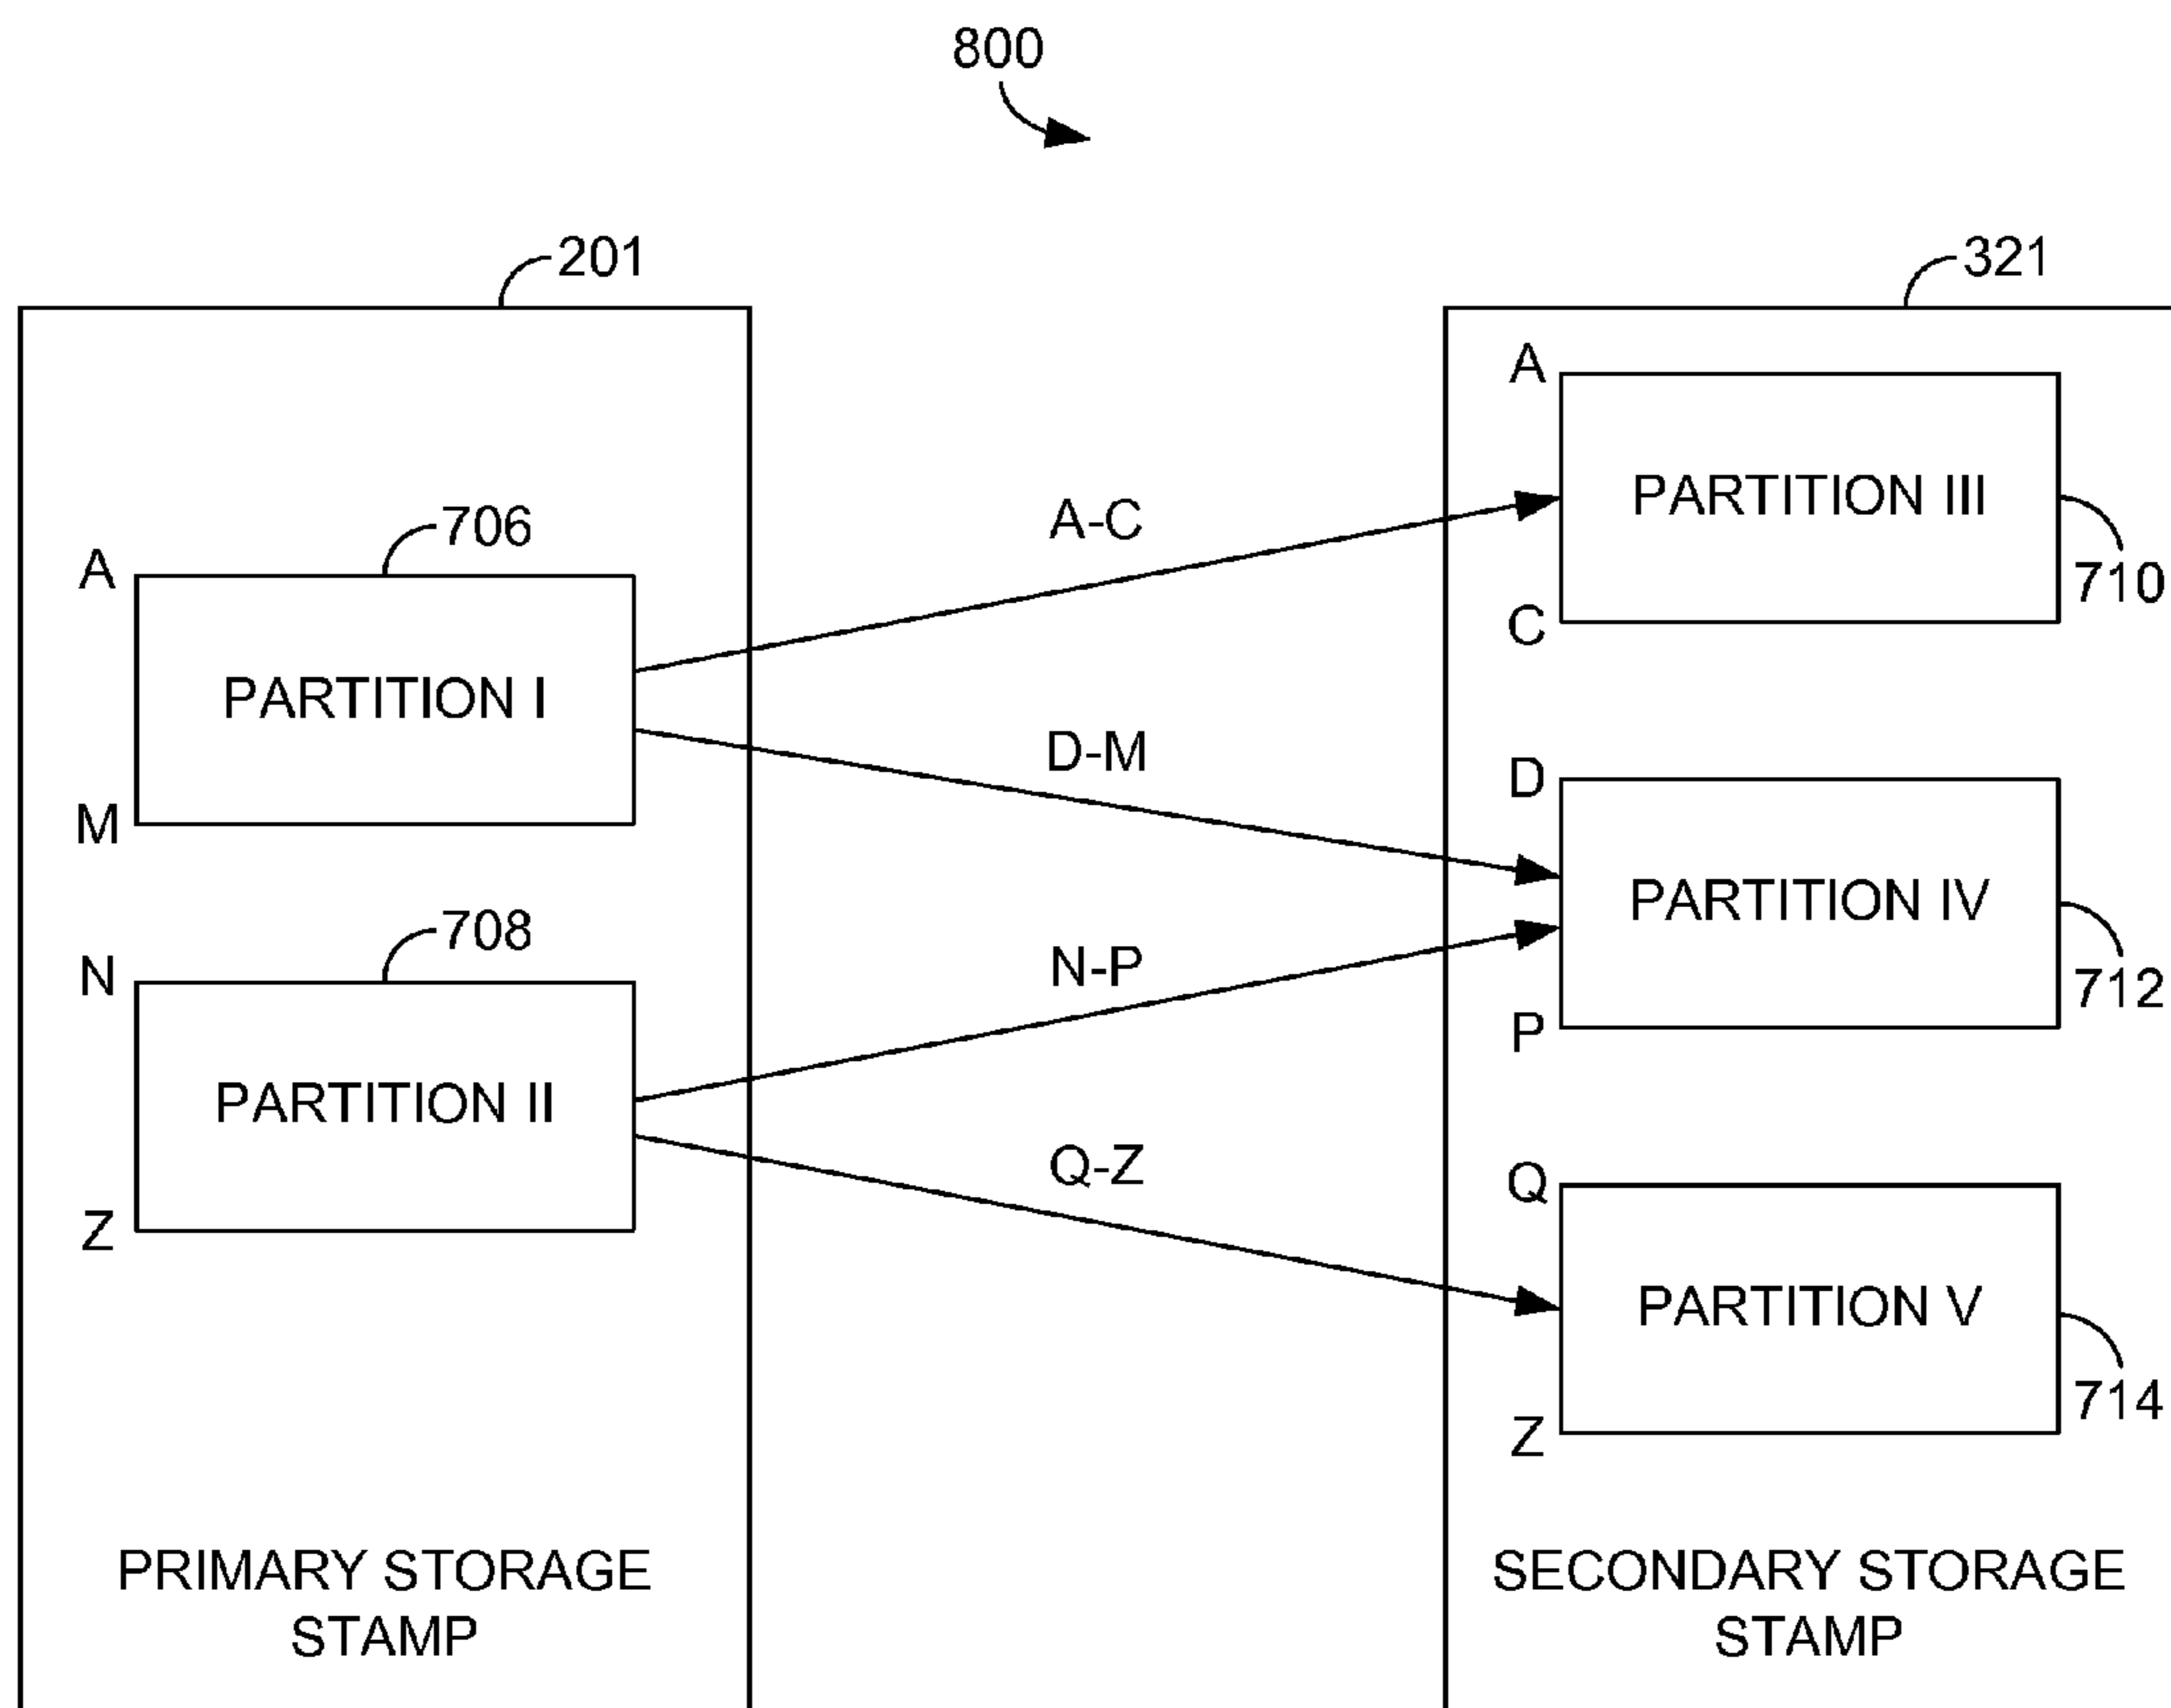 800
201
321
A
PARTITION III
710
C
A-C
706
A
PARTITION I
M
D-M
D
PARTITION IV
712
P
708
N
N-P
PARTITION II
Z
Q-Z
Q
PARTITION V
714
Z
PRIMARY STORAGE
STAMP
SECONDARY STORAGE
STAMP